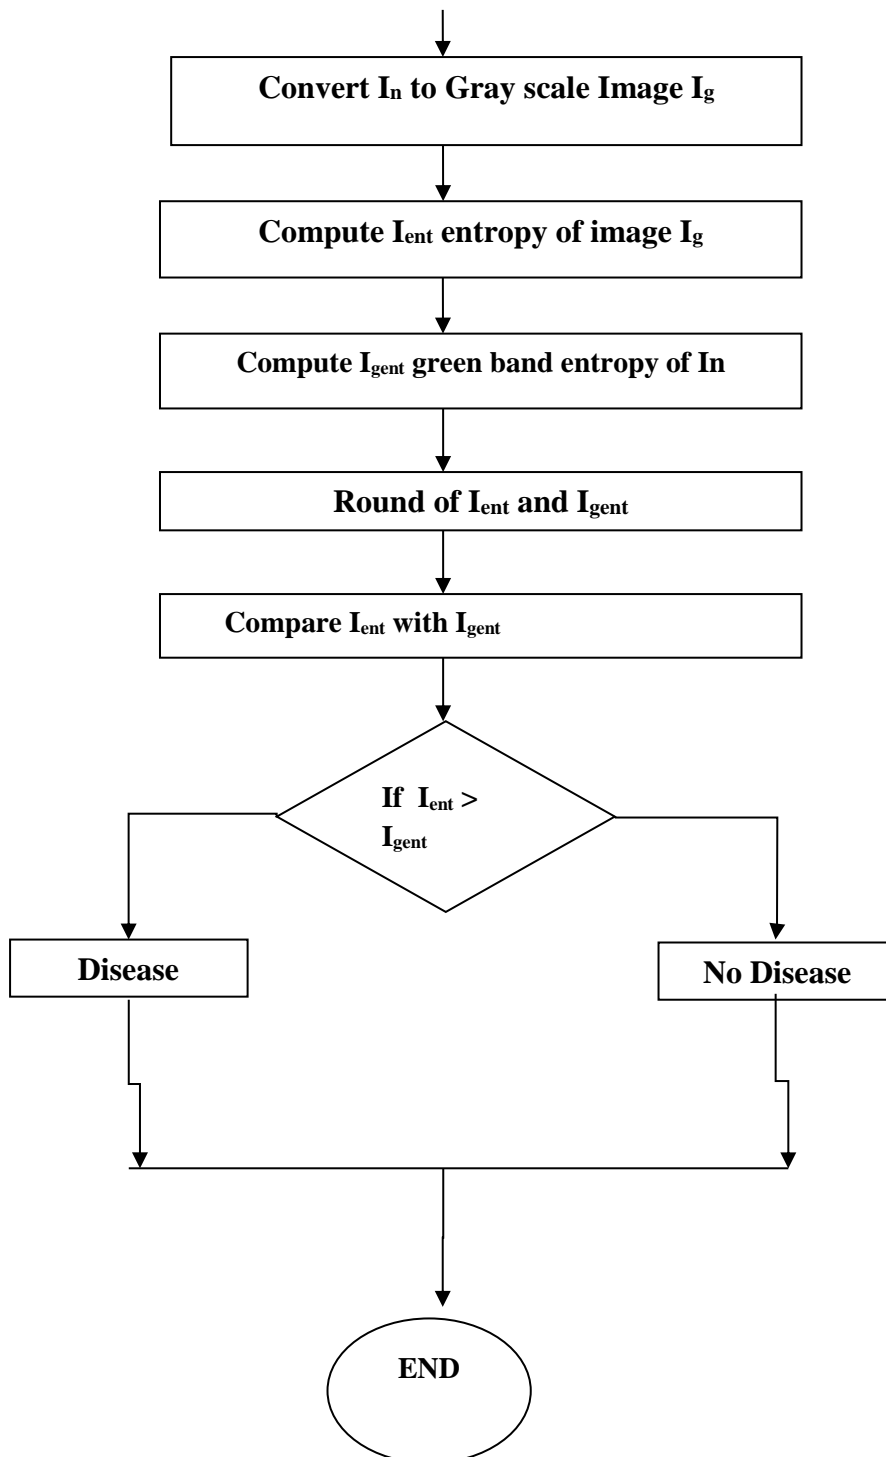 Convert In to Gray scale Image Ig
Compute Ient entropy of image Ig
Compute Igent green band entropy of In
Round of Ient and Igent
Compare Ient with Igent
If Ient >
Igent
Disease
No Disease
END